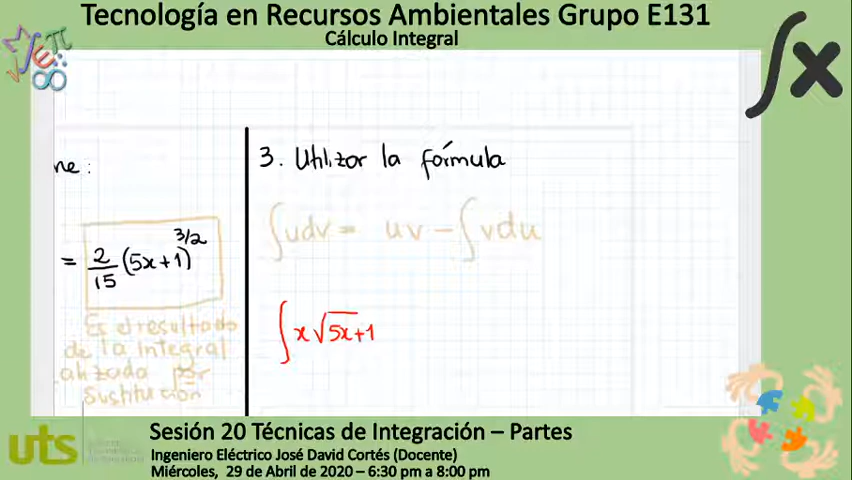 Tecnología en Recursos Ambientales Grupo E131
Cálculo Integral
ne:
= 2/15 (5x+1)^3/2
Es el resultado
de la integral
alizada por
Sustitución
3. Utilizar la fórmula
∫udv = uv - ∫vdu
∫x√5x+1
uts
Sesión 20 Técnicas de Integración – Partes
Ingeniero Eléctrico José David Cortés (Docente)
Miércoles, 29 de Abril de 2020 – 6:30 pm a 8:00 pm